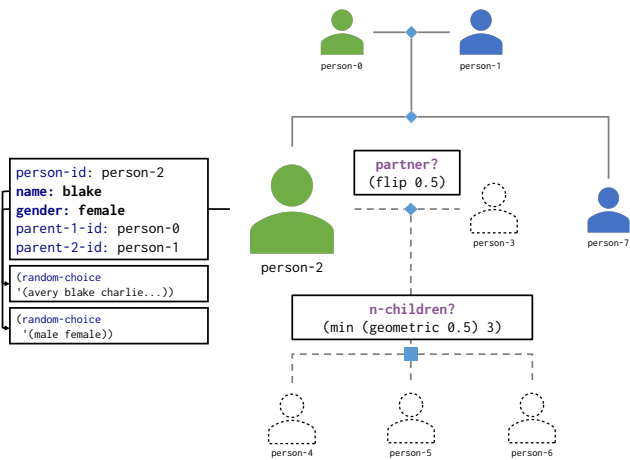 person-0
person-1
person-id: person-2
name: blake
gender: female
parent-1-id: person-0
parent-2-id: person-1
(random-choice
'(avery blake charlie...))
(random-choice
'(male female))
person-2
partner?
(flip 0.5)
person-3
person-7
n-children?
(min (geometric 0.5) 3)
person-4
person-5
person-6